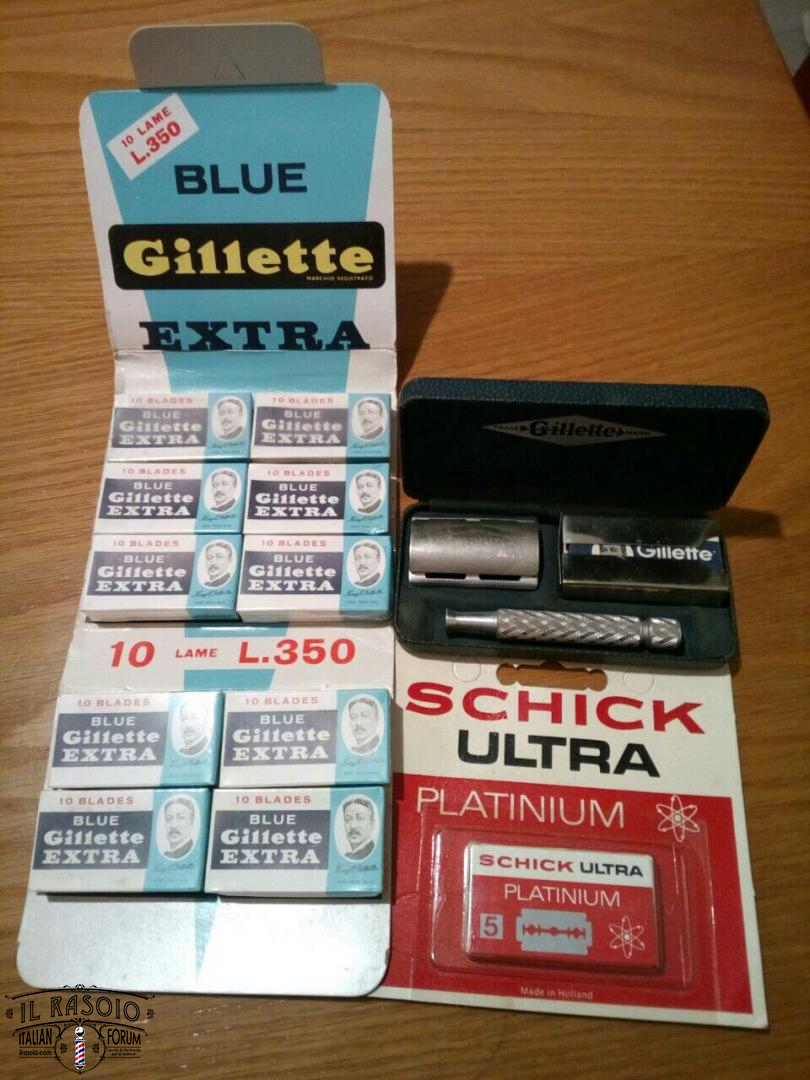 10 LAME
L.350
BLUE
Gillette
MARCHIO REGISTRATO
EXTRA
10 BLADES
BLUE
Gillette
EXTRA
10 BLADES
BLUE
Gillette
EXTRA
10 BLADES
BLUE
Gillette
EXTRA
10 BLADES
BLUE
Gillette
EXTRA
10 BLADES
BLUE
Gillette
EXTRA
10 BLADES
BLUE
Gillette
EXTRA
10 LAME L.350
10 BLADES
BLUE
Gillette
EXTRA
10 BLADES
BLUE
Gillette
EXTRA
10 BLADES
BLUE
Gillette
EXTRA
10 BLADES
BLUE
Gillette
EXTRA
TRADE Gillette MARK
Gillette
SCHICK
ULTRA
PLATINIUM
SCHICK ULTRA
PLATINIUM
5
Made in Holland
IL RASOIO
ITALIAN FORUM
ilrasoio.com